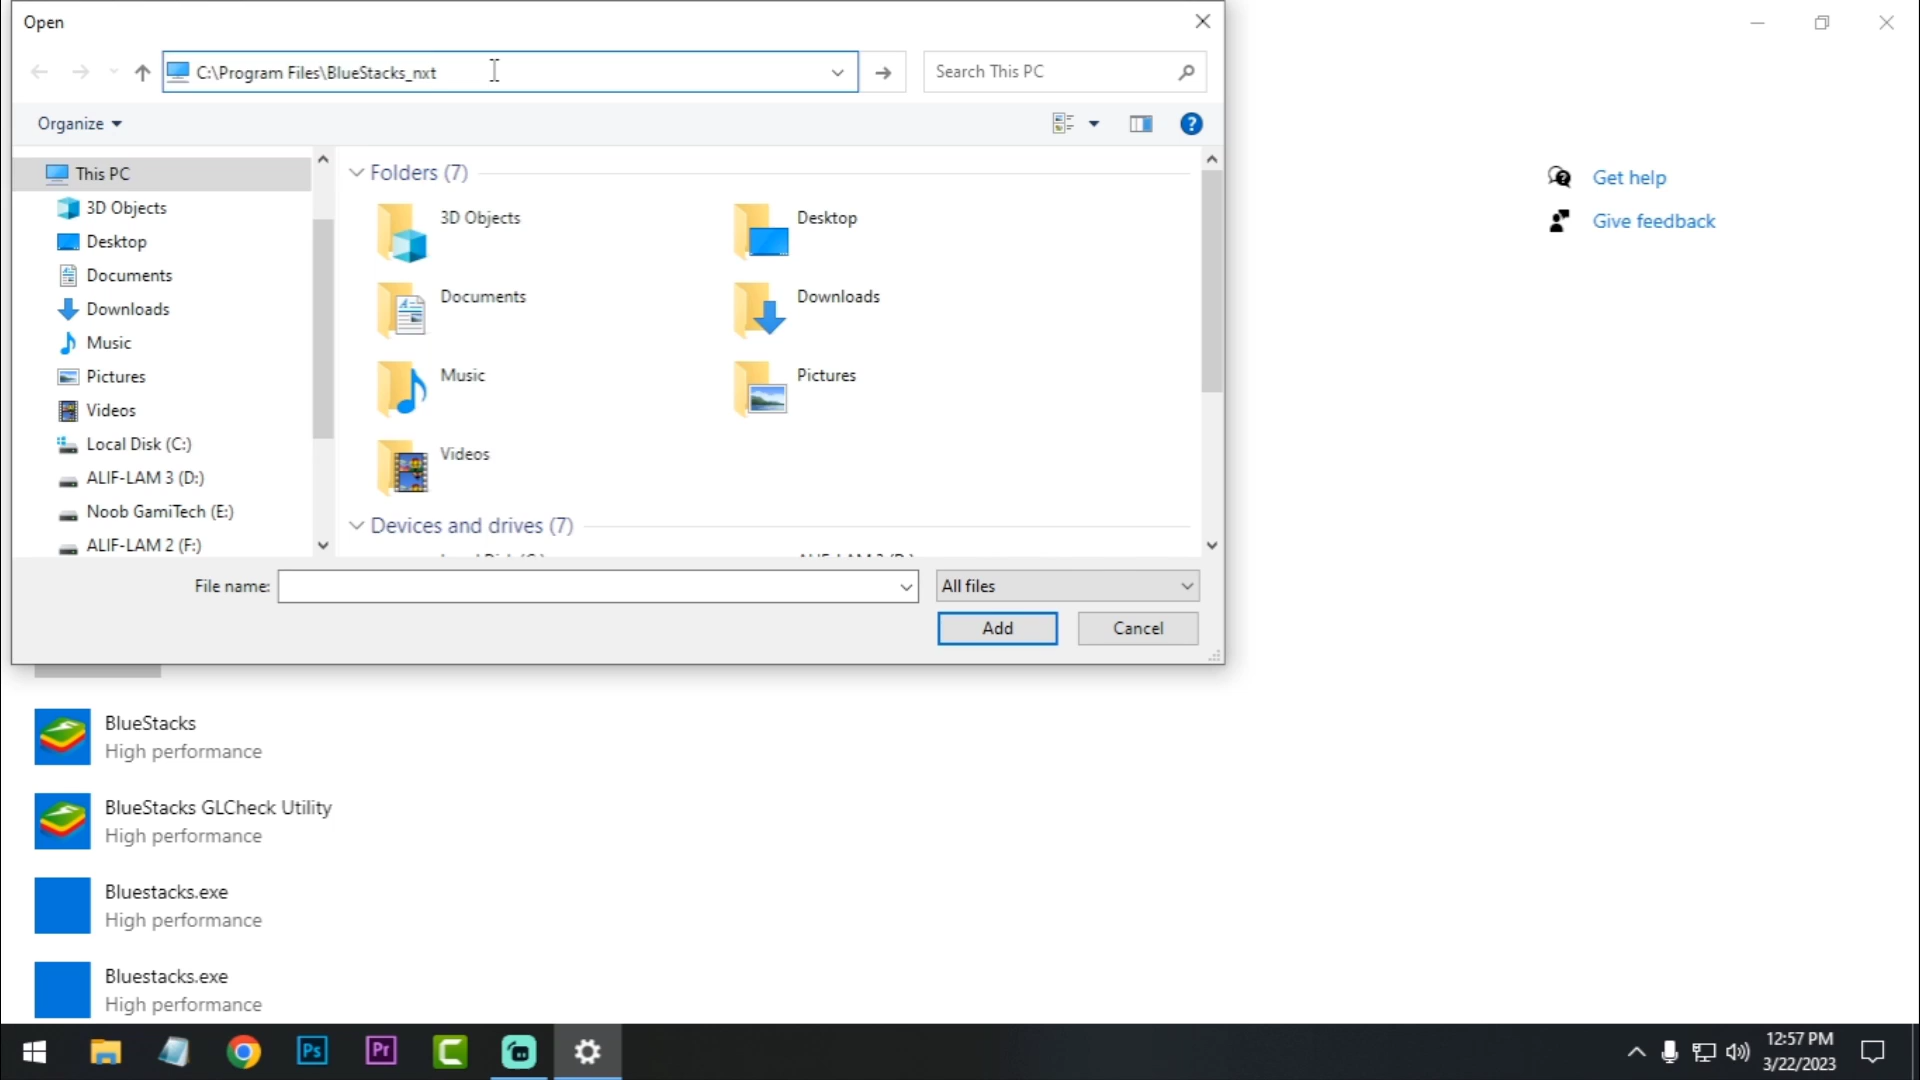 Open
C:\Program Files\BlueStacks_nxt
Search This PC
Organize
This PC
3D Objects
Desktop
Documents
Downloads
Music
Pictures
Videos
Local Disk (C:)
ALIF-LAM 3 (D:)
Noob GamiTech (E:)
ALIF-LAM 2 (F:)
Folders (7)
3D Objects
Desktop
Documents
Downloads
Music
Pictures
Videos
Devices and drives (7)
File name:
All files
Add
Cancel
Get help
Give feedback
BlueStacks
High performance
BlueStacks GLCheck Utility
High performance
Bluestacks.exe
High performance
Bluestacks.exe
High performance
Ps
Pr
12:57 PM
3/22/2023